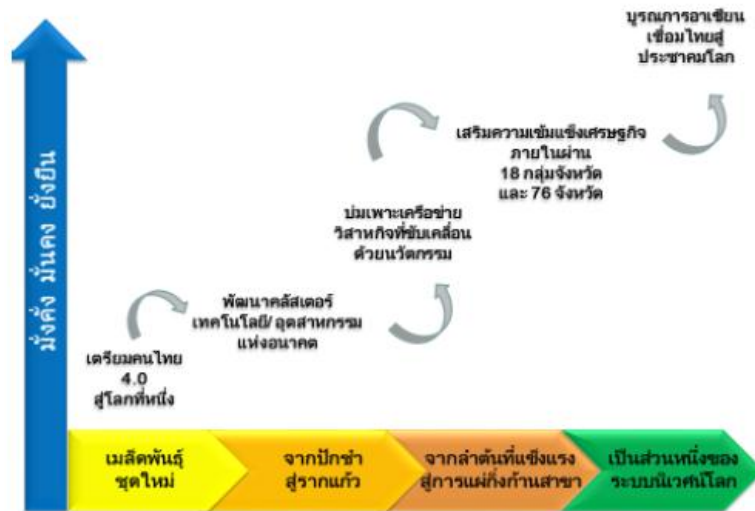 บูรณการอาเซียน
เชื่อมไทยสู่
ประชาคมโลก
เสริมความเข้มแข็งเศรษฐกิจ
ภายในผ่าน
18 กลุ่มจังหวัด
และ 76 จังหวัด
บ่มเพาะเครือข่าย
วิสาหกิจที่ขับเคลื่อน
ด้วยนวัตกรรม
พัฒนาคลัสเตอร์
เทคโนโลยี/อุตสาหกรรม
แห่งอนาคต
เตรียมคนไทย
4.0
สู่โลกที่หนึ่ง
มั่งคั่ง มั่นคง ยั่งยืน
เมล็ดพันธุ์
ชุดใหม่
จากปักชำ
สู่รากแก้ว
จากลำต้นที่แข็งแรง
สู่การแผ่กิ่งก้านสาขา
เป็นส่วนหนึ่งของ
ระบบนิเวศน์โลก